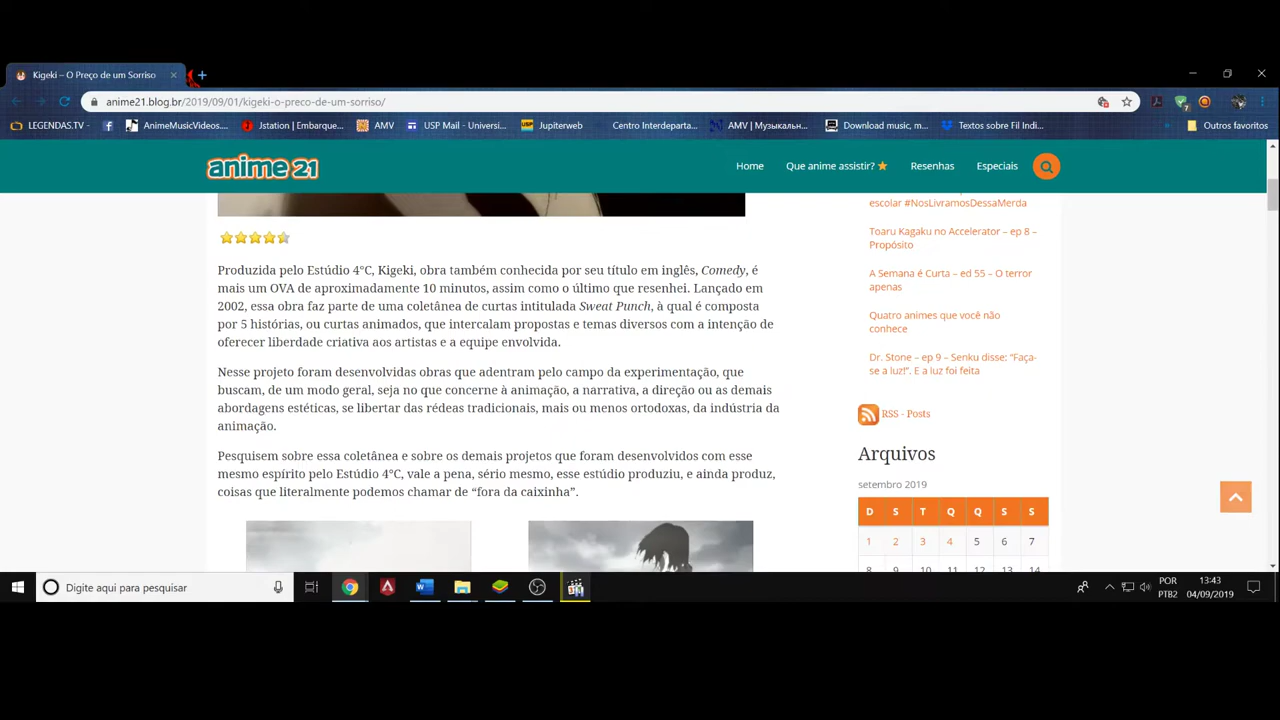 Kigeki – O Preço de um Sorriso
anime21.blog.br/2019/09/01/kigeki-o-preco-de-um-sorriso/
LEGENDAS.TV - AnimeMusicVideos.... Jstation | Embarque... AMV USP Mail - Universi... Jupiterweb Centro Interdeparta... AMV | Музыкальн... Download music, m... Textos sobre Fil Indi... » Outros favoritos
anime 21
Home Que anime assistir? Resenhas Especiais
escolar #NosLivramosDessaMerda
Toaru Kagaku no Accelerator – ep 8 –
Propósito
A Semana é Curta – ed 55 – O terror
apenas
Quatro animes que você não
conhece
Dr. Stone – ep 9 – Senku disse: “Faça-
se a luz!”. E a luz foi feita
RSS - Posts
Arquivos
setembro 2019
D S T Q Q S S
1 2 3 4 5 6 7
8 9 10 11 12 13 14
Produzida pelo Estúdio 4°C, Kigeki, obra também conhecida por seu título em inglês, Comedy, é
mais um OVA de aproximadamente 10 minutos, assim como o último que resenhei. Lançado em
2002, essa obra faz parte de uma coletânea de curtas intitulada Sweat Punch, à qual é composta
por 5 histórias, ou curtas animados, que intercalam propostas e temas diversos com a intenção de
oferecer liberdade criativa aos artistas e a equipe envolvida.
Nesse projeto foram desenvolvidas obras que adentram pelo campo da experimentação, que
buscam, de um modo geral, seja no que concerne à animação, a narrativa, a direção ou as demais
abordagens estéticas, se libertar das rédeas tradicionais, mais ou menos ortodoxas, da indústria da
animação.
Pesquisem sobre essa coletânea e sobre os demais projetos que foram desenvolvidos com esse
mesmo espírito pelo Estúdio 4°C, vale a pena, sério mesmo, esse estúdio produziu, e ainda produz,
coisas que literalmente podemos chamar de “fora da caixinha”.
Digite aqui para pesquisar
POR
PTB2
13:43
04/09/2019